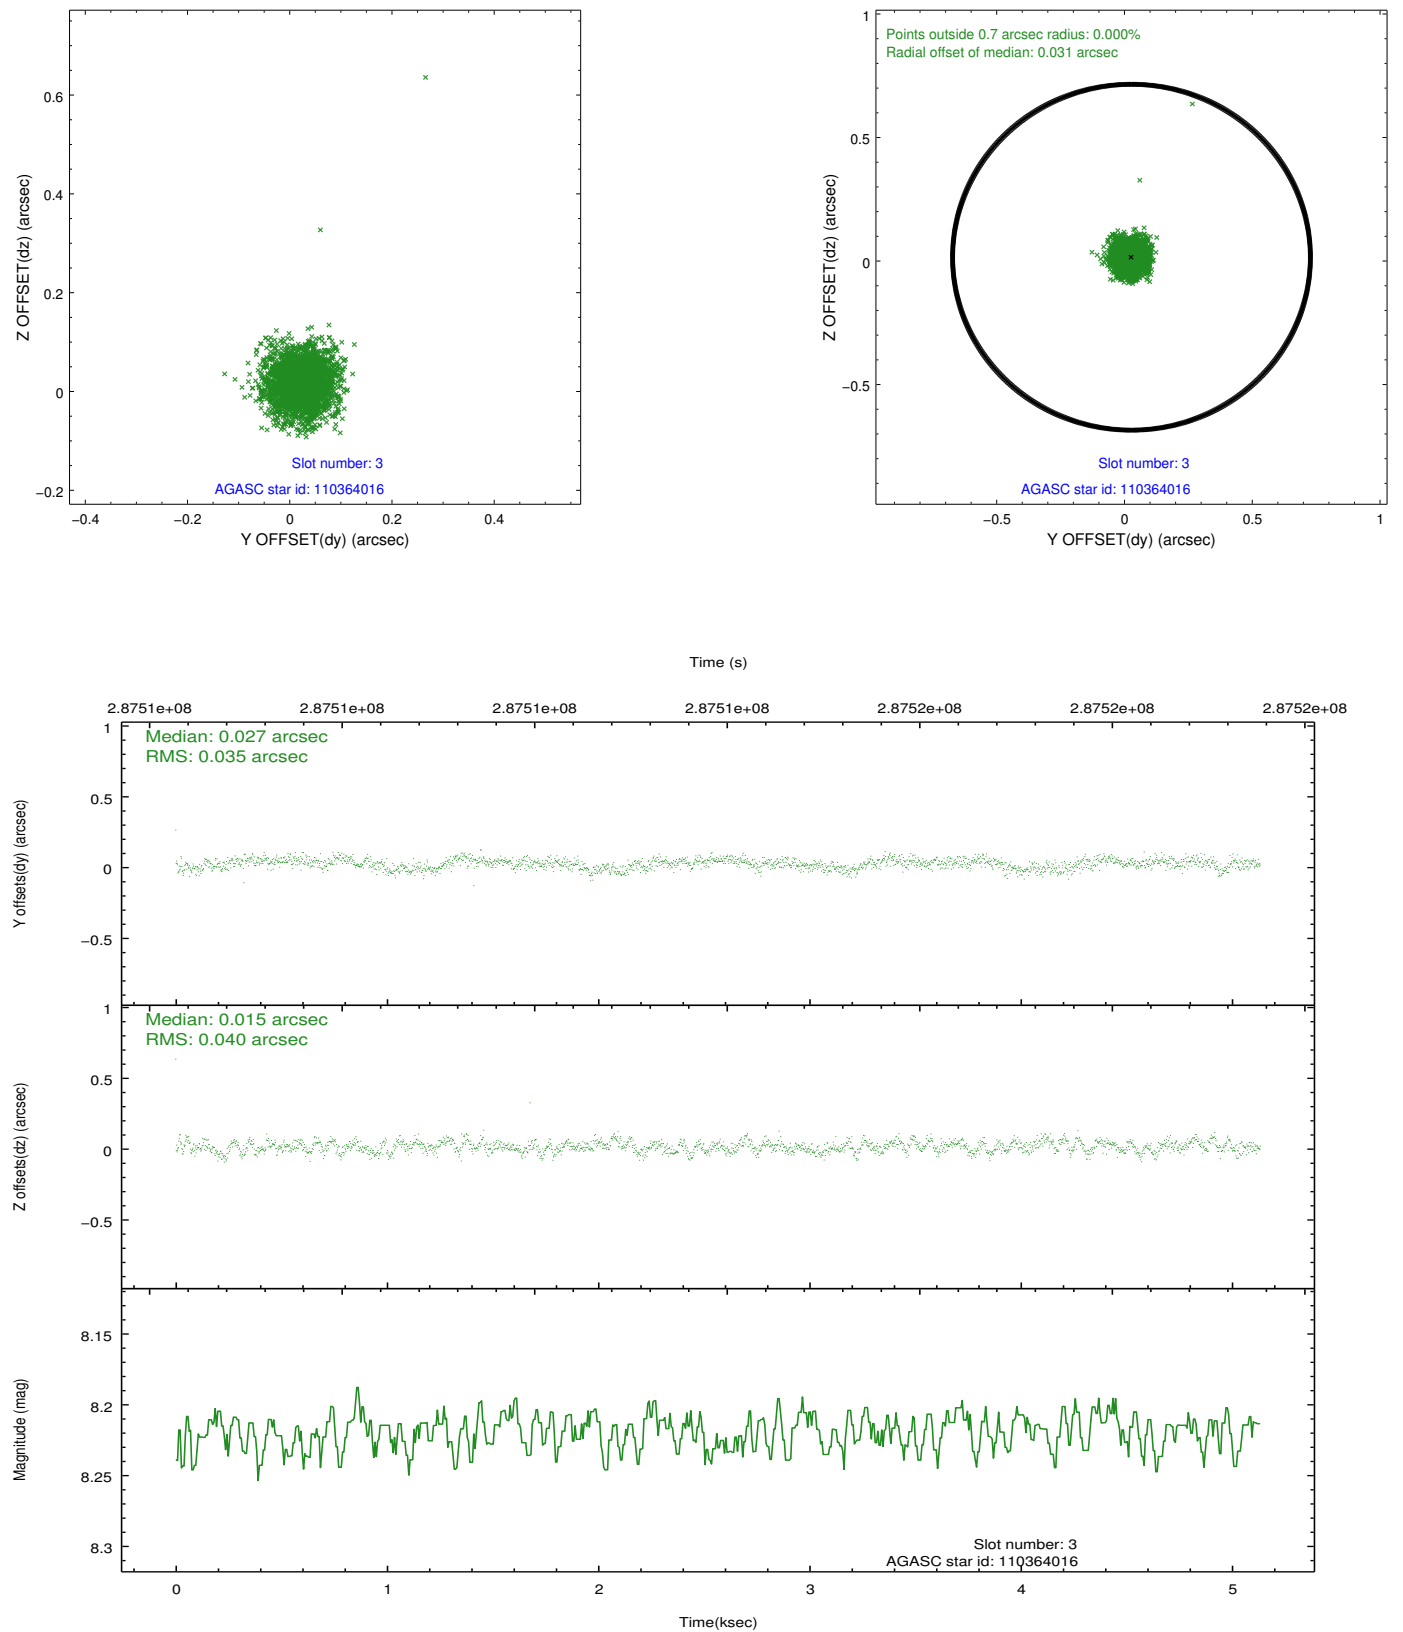 0.6
0.4
0.2
0
−0.2
−0.4
−0.2
0
0.2
0.4
Z OFFSET(dz) (arcsec)
Y OFFSET(dy) (arcsec)
Slot number: 3
AGASC star id: 110364016
Points outside 0.7 arcsec radius: 0.000%
Radial offset of median: 0.031 arcsec
1
0.5
0
−0.5
−0.5
0
0.5
1
Z OFFSET(dz) (arcsec)
Y OFFSET(dy) (arcsec)
Slot number: 3
AGASC star id: 110364016
Time (s)
2.8751e+08 2.8751e+08 2.8751e+08 2.8751e+08 2.8752e+08 2.8752e+08 2.8752e+08
Median: 0.027 arcsec
RMS: 0.035 arcsec
1
0.5
0
−0.5
Y offsets(dy) (arcsec)
Median: 0.015 arcsec
RMS: 0.040 arcsec
1
0.5
0
−0.5
Z offsets(dz) (arcsec)
8.15
8.2
8.25
8.3
Magnitude (mag)
Slot number: 3
AGASC star id: 110364016
0 1 2 3 4 5
Time(ksec)